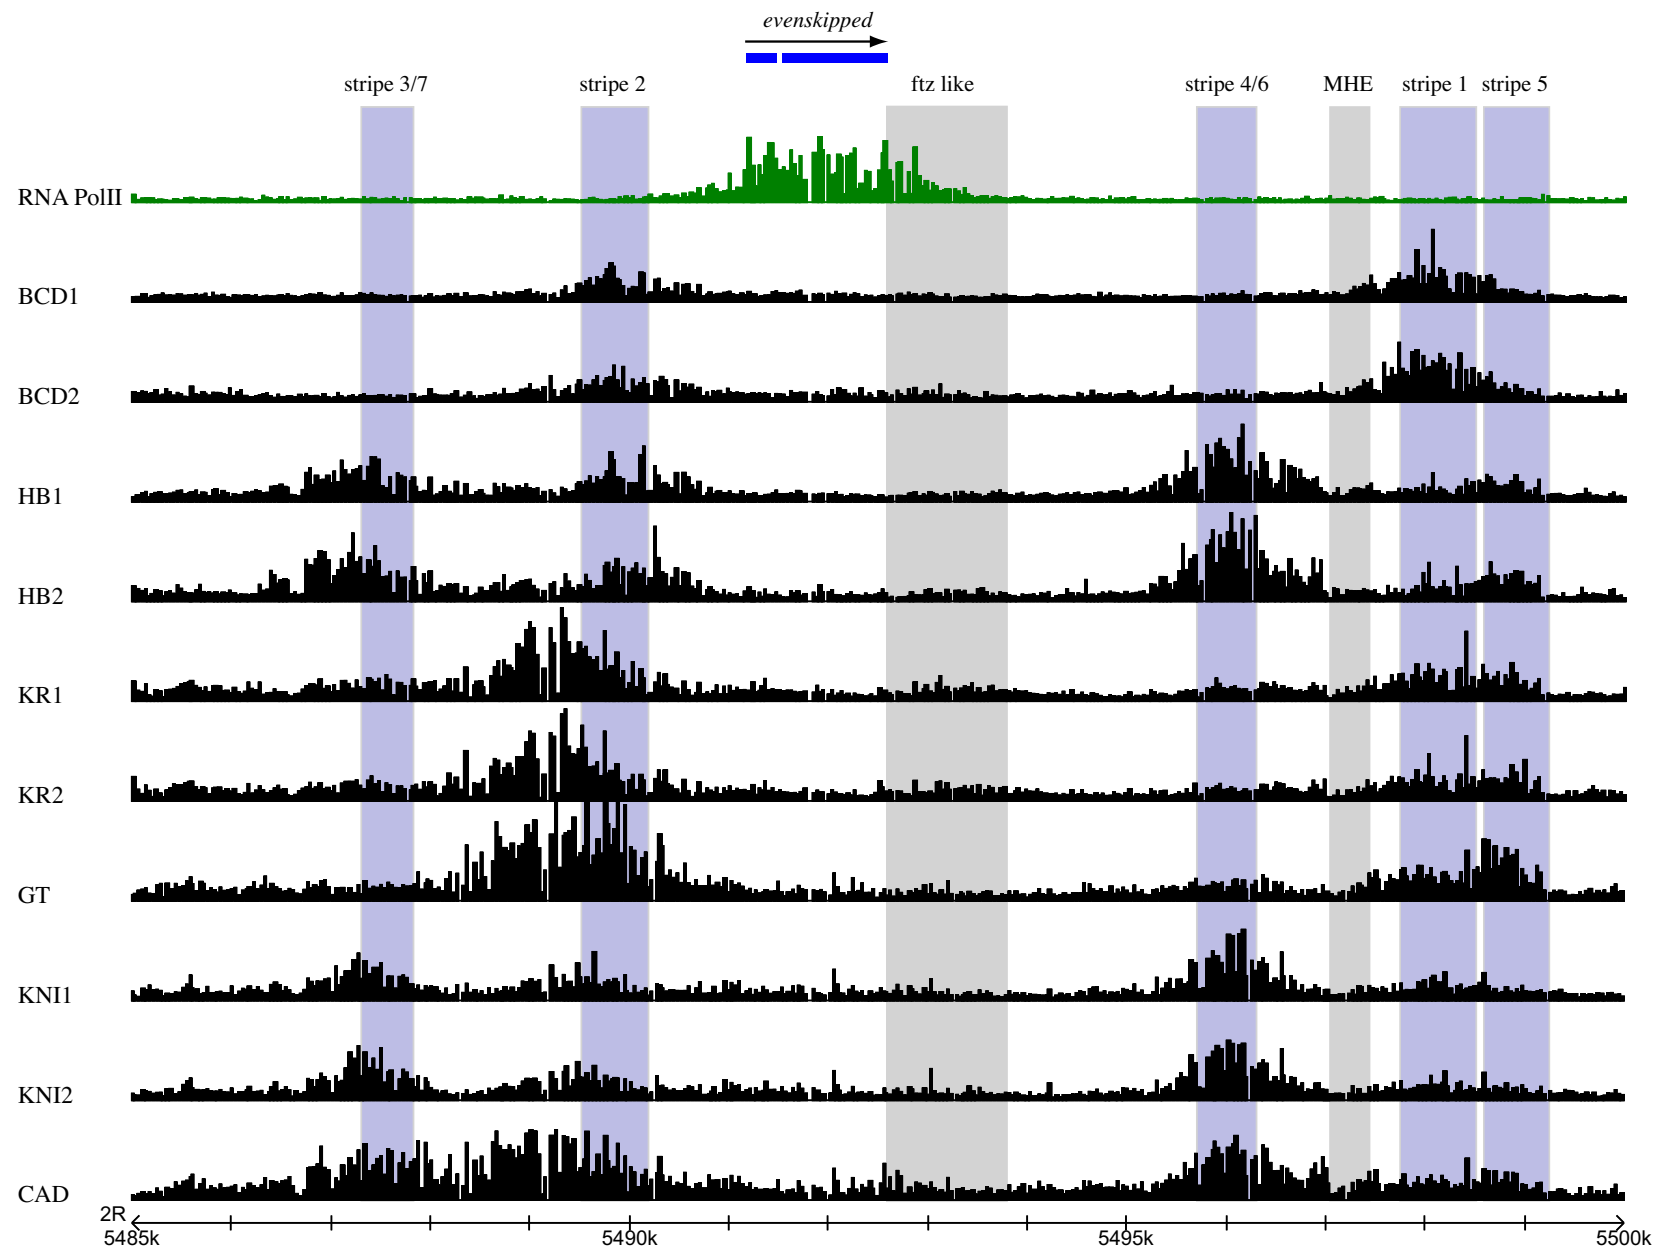 evenskipped
stripe 3/7 stripe 2 ftz like stripe 4/6 MHE stripe 1 stripe 5
RNA PolII
BCD1
BCD2
HB1
HB2
KR1
KR2
GT
KNI1
KNI2
CAD
2R
5485k 5490k 5495k 5500k